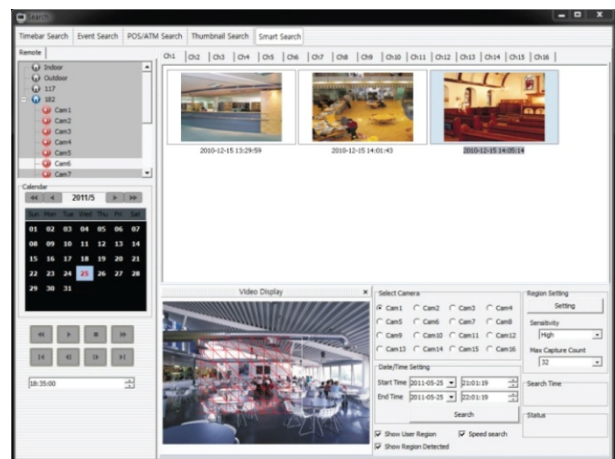 Search
Timebar Search Event Search POS/ATM Search Thumbnail Search Smart Search
Remote
Ch1 Ch2 Ch3 Ch4 Ch5 Ch6 Ch7 Ch8 Ch9 Ch10 Ch11 Ch12 Ch13 Ch14 Ch15 Ch16
Indoor
Outdoor
117
182
Cam1
Cam2
Cam3
Cam4
Cam5
Cam6
Cam7
2010-12-15 13:29:59
2010-12-15 14:01:43
2010-12-15 14:05:14
Calendar
2011/5
Sun Mon Tue Wed Thu Fri Sat
01 02 03 04 05 06 07
08 09 10 11 12 13 14
15 16 17 18 19 20 21
22 23 24 25 26 27 28
29 30 31
18:35:00
Video Display
Select Camera
Cam1 Cam2 Cam3 Cam4
Cam5 Cam6 Cam7 Cam8
Cam9 Cam10 Cam11 Cam12
Cam13 Cam14 Cam15 Cam16
Date/Time Setting
Start Time 2011-05-25 21:01:19
End Time 2011-05-25 22:01:19
Search
Show User Region Speed search
Show Region Detected
Region Setting
Setting
Sensitivity
High
Max Capture Count
32
Search Time
Status